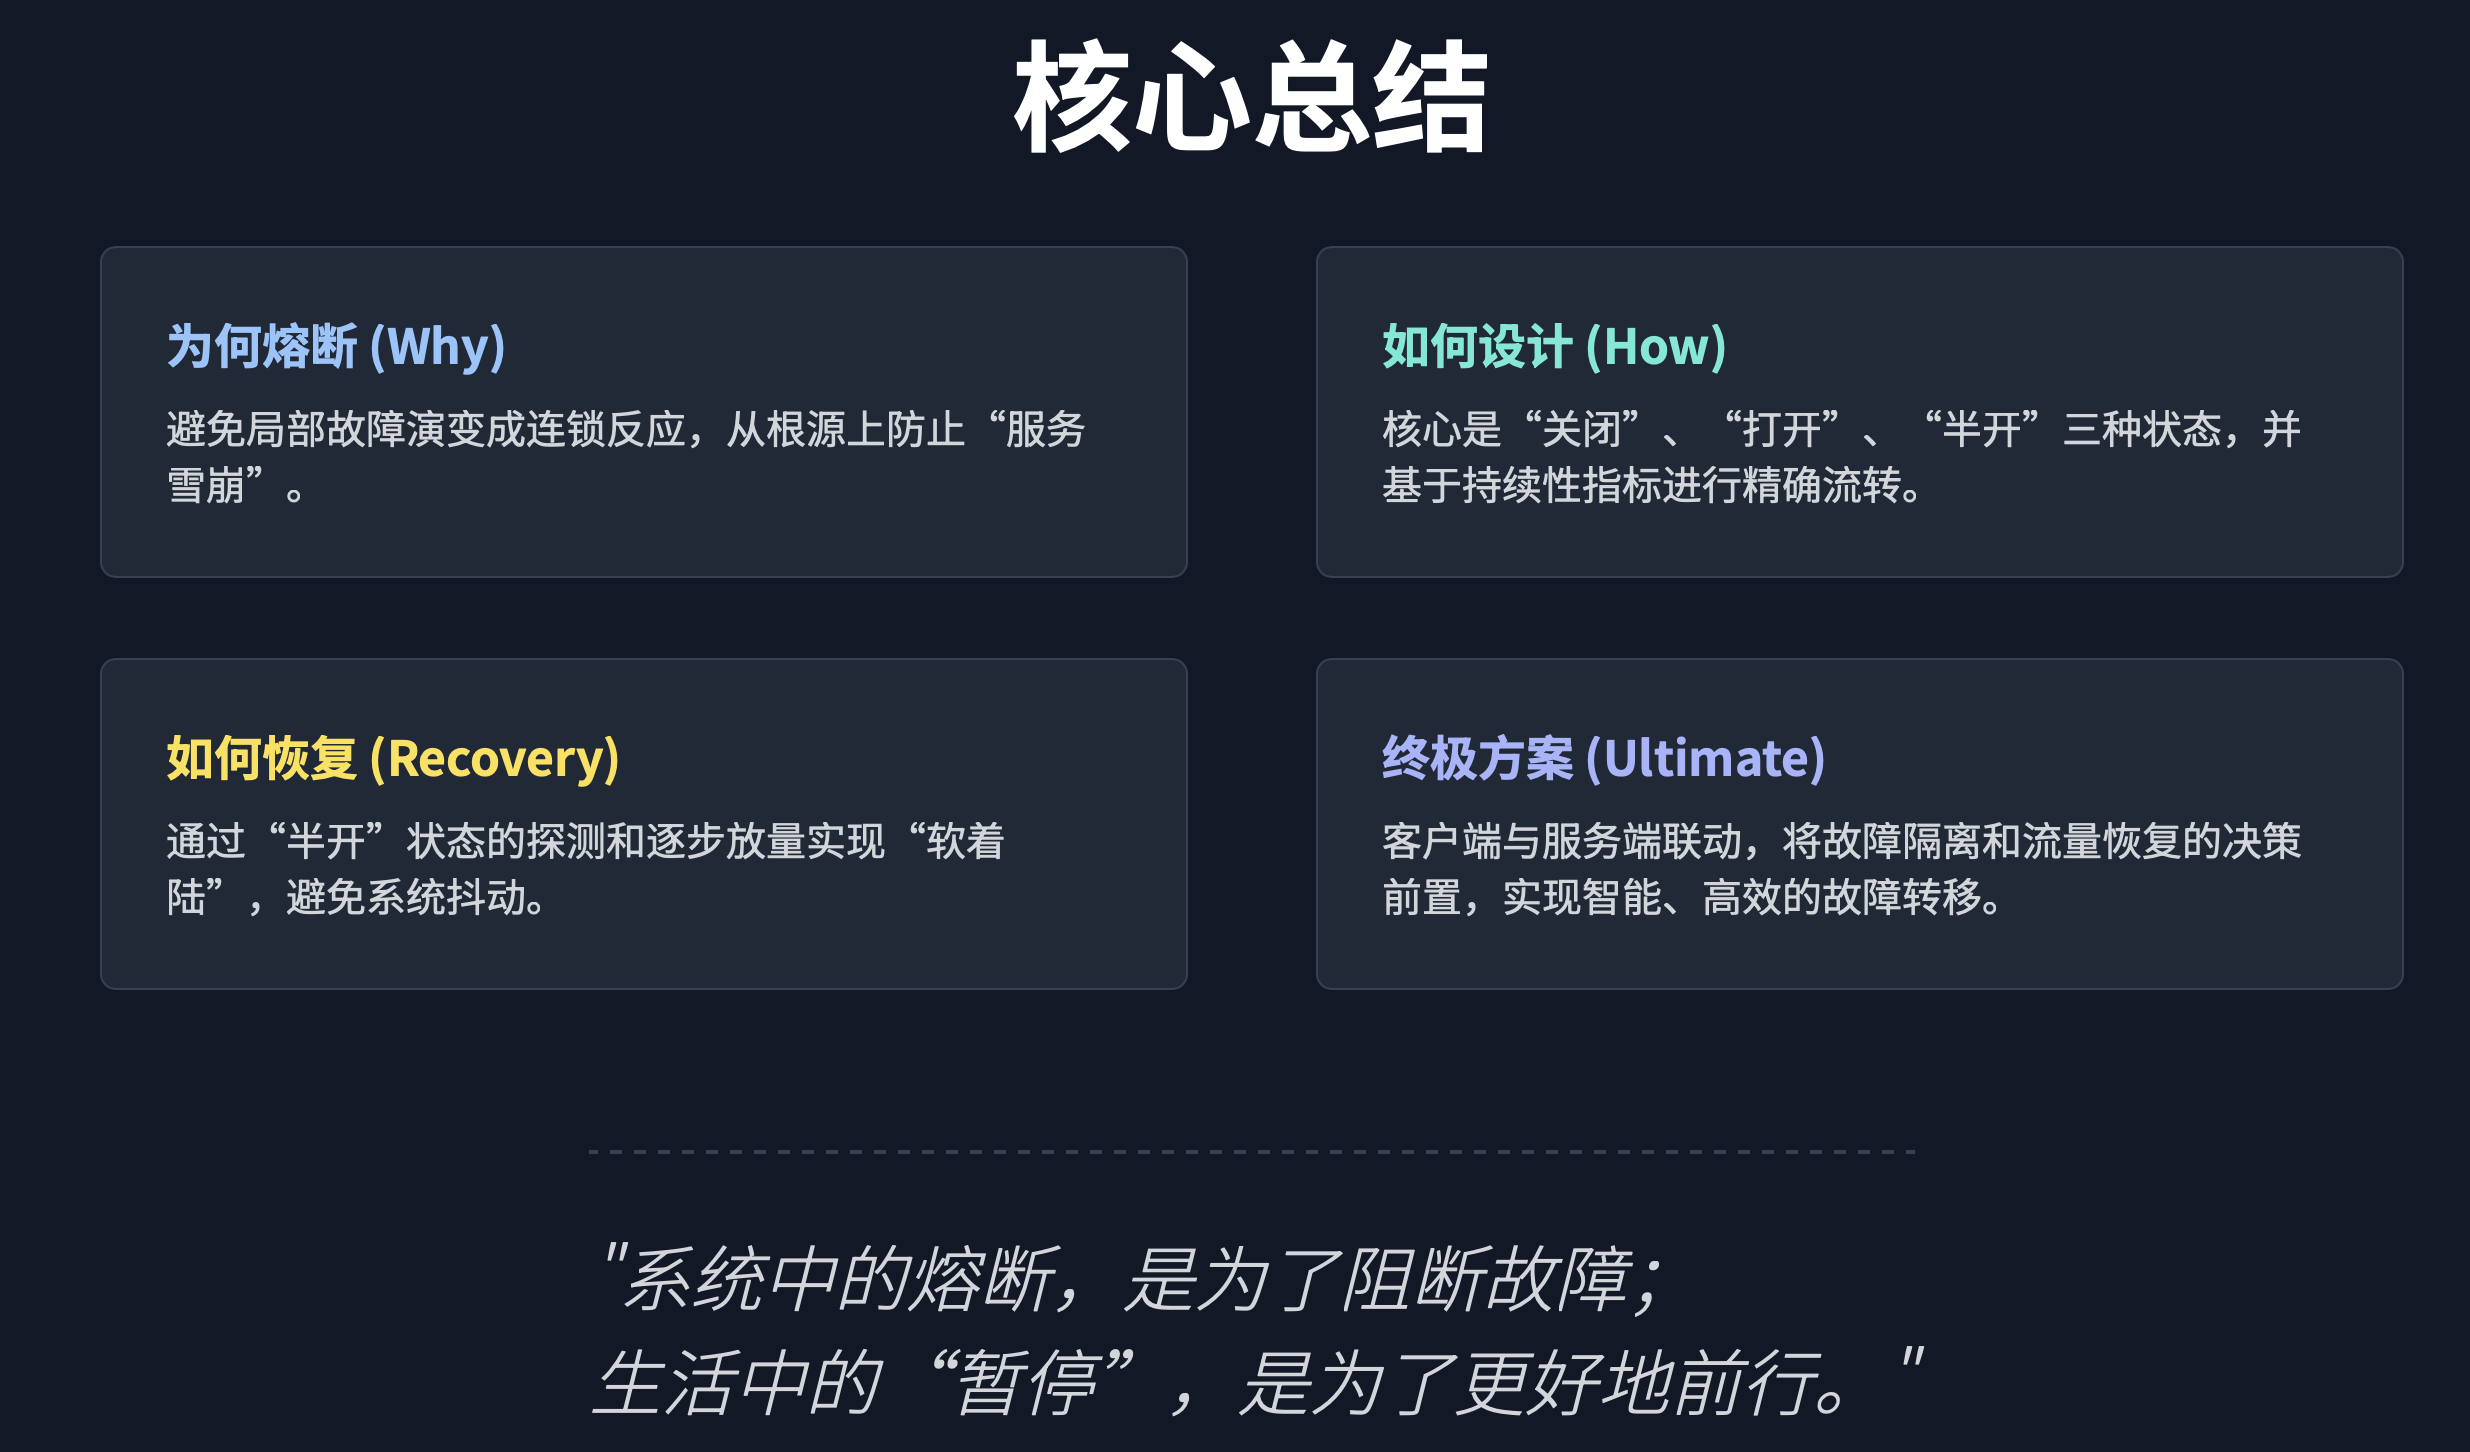 核心总结
为何熔断 (Why)
避免局部故障演变成连锁反应，从根源上防止“服务
雪崩”。
如何设计 (How)
核心是“关闭”、“打开”、“半开”三种状态，并
基于持续性指标进行精确流转。
如何恢复 (Recovery)
通过“半开”状态的探测和逐步放量实现“软着
陆”，避免系统抖动。
终极方案 (Ultimate)
客户端与服务端联动，将故障隔离和流量恢复的决策
前置，实现智能、高效的故障转移。
"系统中的熔断，是为了阻断故障；
生活中的“暂停”，是为了更好地前行。"